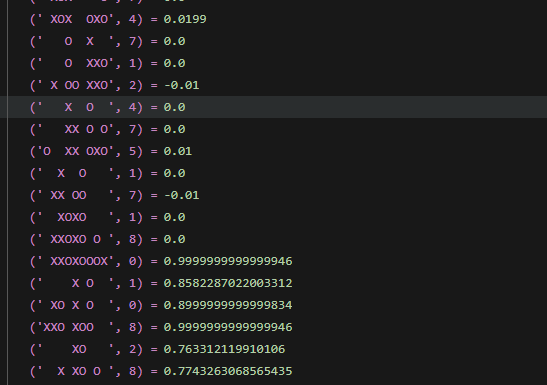 (' XOX  OXO', 4) = 0.0199
('   O  X  ', 7) = 0.0
('   O  XXO', 1) = 0.0
(' X OO XXO', 2) = -0.01
('   X  O  ', 4) = 0.0
('   XX O O', 7) = 0.0
('O  XX OXO', 5) = 0.01
('  X  O   ', 1) = 0.0
(' XX OO   ', 7) = -0.01
('  XOXO   ', 1) = 0.0
(' XXOXO O ', 8) = 0.0
(' XXOXOOOX', 0) = 0.9999999999999946
('    X O  ', 1) = 0.8582287022003312
(' XO X O  ', 0) = 0.8999999999999834
('XXO XOO  ', 8) = 0.9999999999999946
('    XO   ', 2) = 0.763312119910106
('  X XO O ', 8) = 0.7743263068565435